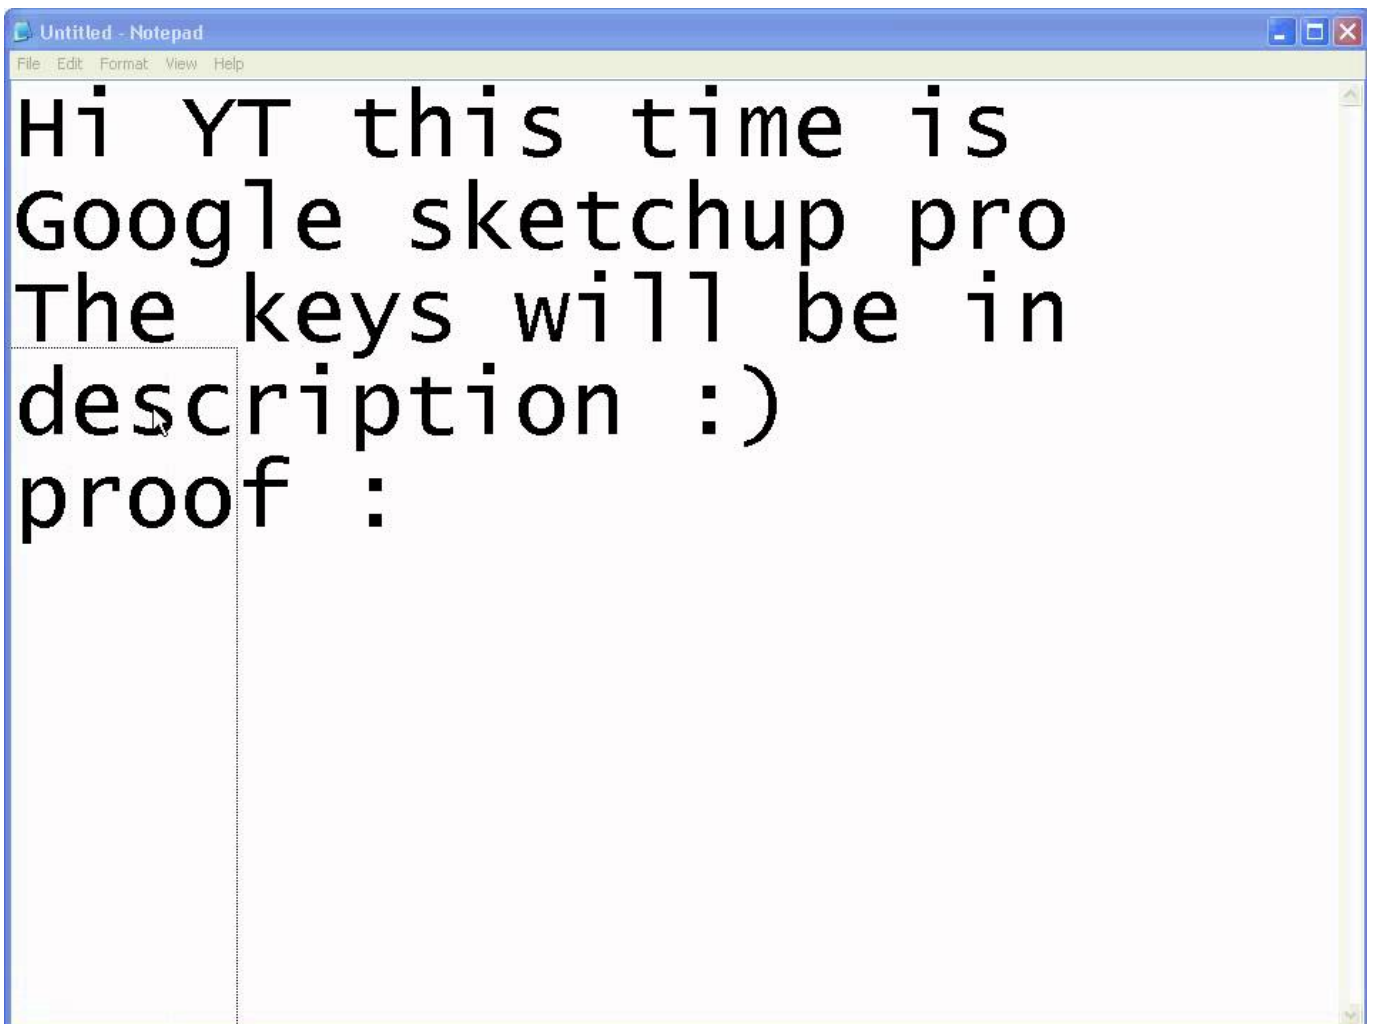 Untitled - Notepad
File Edit Format View Help
Hi YT this time is
Google sketchup pro
The keys will be in
description :)
proof :